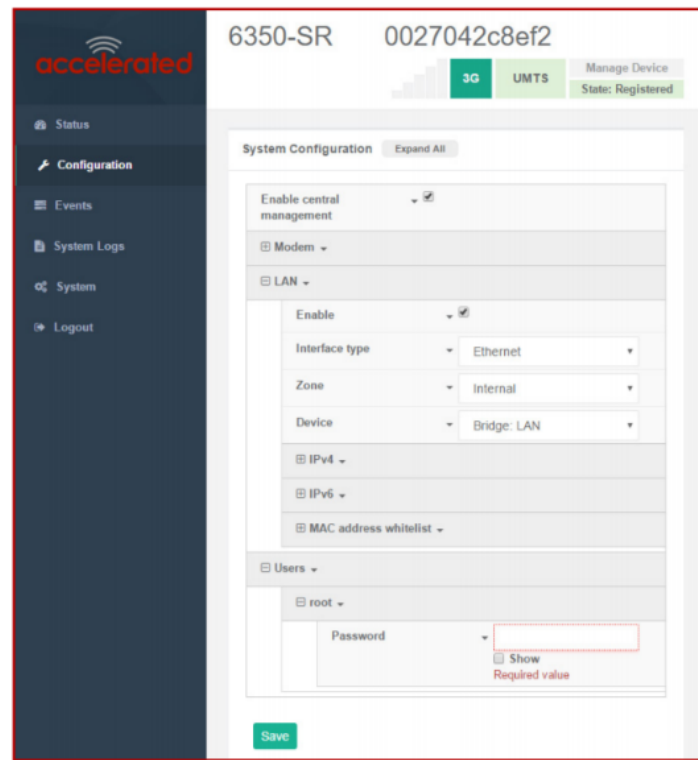 accelerated
6350-SR 0027042c8ef2
3G
UMTS
Manage Device
State: Registered
Status
Configuration
Events
System Logs
System
Logout
System Configuration Expand All
Enable central management
Modem
LAN
Enable
Interface type Ethernet
Zone Internal
Device Bridge: LAN
IPv4
IPv6
MAC address whitelist
Users
root
Password
Show
Required value
Save